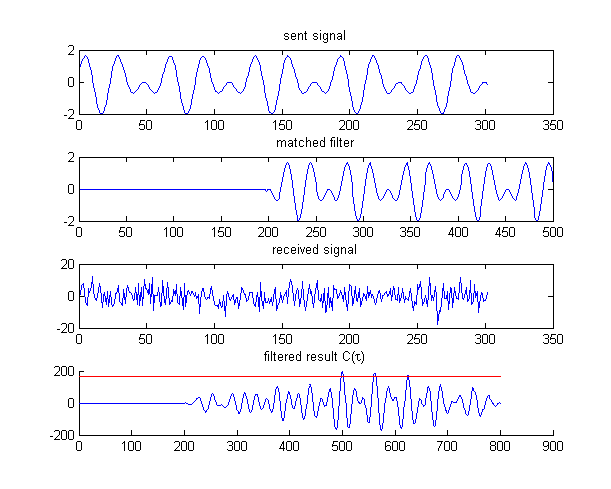 sent signal
2
0
-2
0 50 100 150 200 250 300 350
matched filter
2
0
-2
0 50 100 150 200 250 300 350 400 450 500
received signal
20
0
-20
0 50 100 150 200 250 300 350
filtered result C(τ)
200
0
-200
0 100 200 300 400 500 600 700 800 900